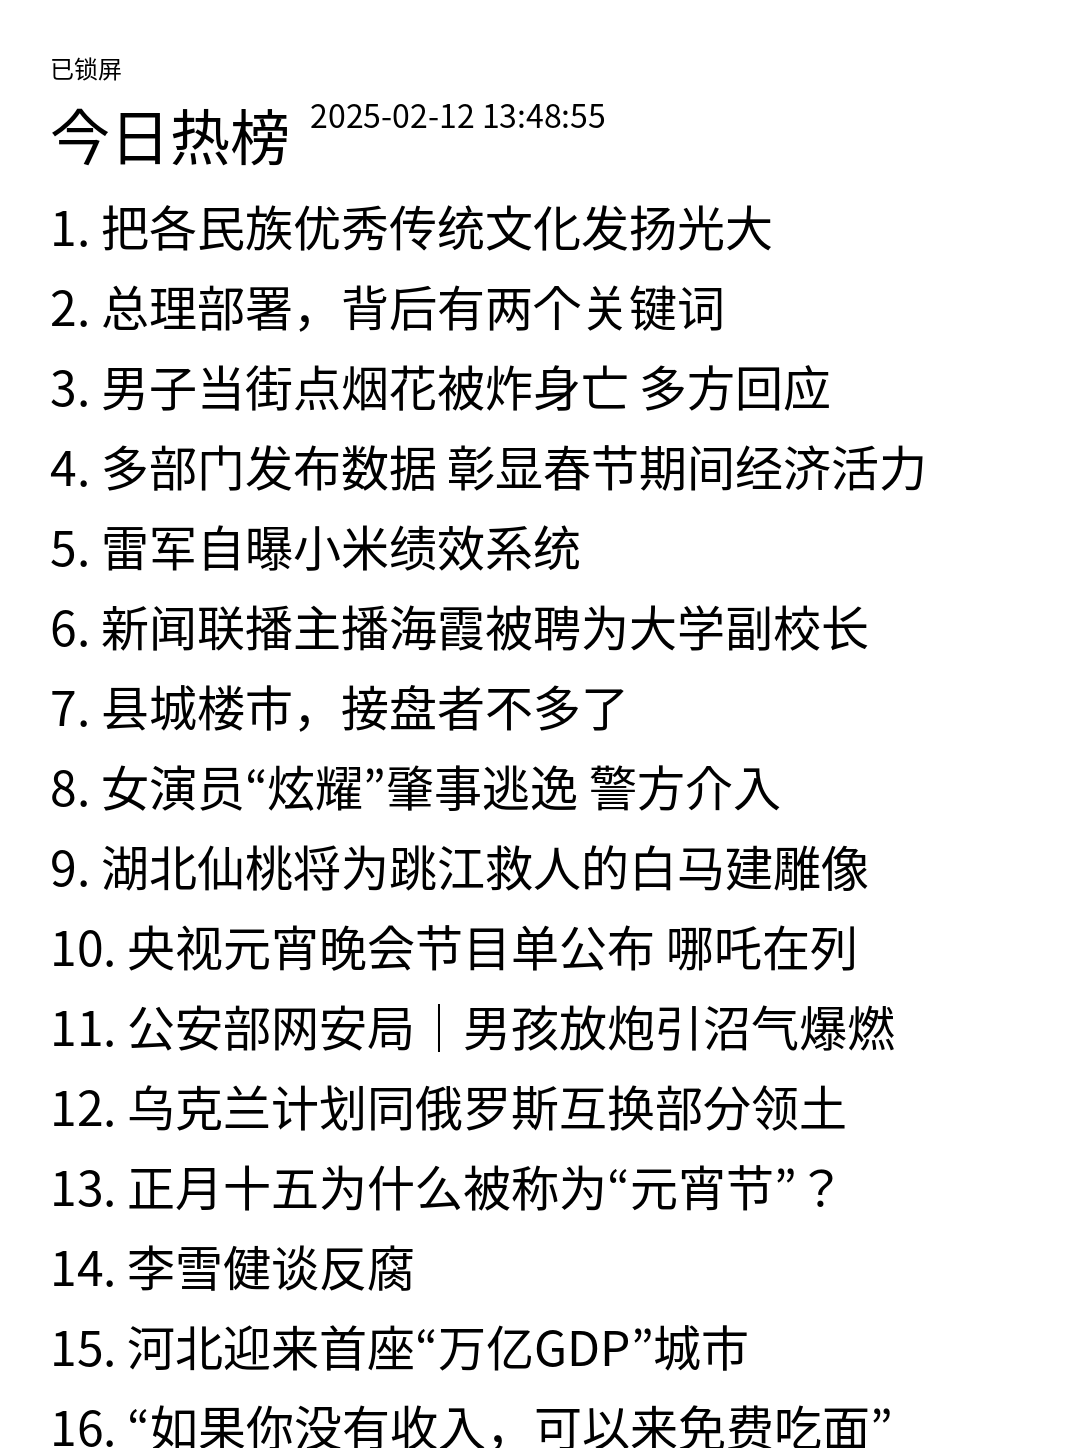 已锁屏
今日热榜 2025-02-12 13:48:55
1. 把各民族优秀传统文化发扬光大
2. 总理部署，背后有两个关键词
3. 男子当街点烟花被炸身亡 多方回应
4. 多部门发布数据 彰显春节期间经济活力
5. 雷军自曝小米绩效系统
6. 新闻联播主播海霞被聘为大学副校长
7. 县城楼市，接盘者不多了
8. 女演员“炫耀”肇事逃逸 警方介入
9. 湖北仙桃将为跳江救人的白马建雕像
10. 央视元宵晚会节目单公布 哪吒在列
11. 公安部网安局｜男孩放炮引沼气爆燃
12. 乌克兰计划同俄罗斯互换部分领土
13. 正月十五为什么被称为“元宵节”？
14. 李雪健谈反腐
15. 河北迎来首座“万亿GDP”城市
16. “如果你没有收入，可以来免费吃面”